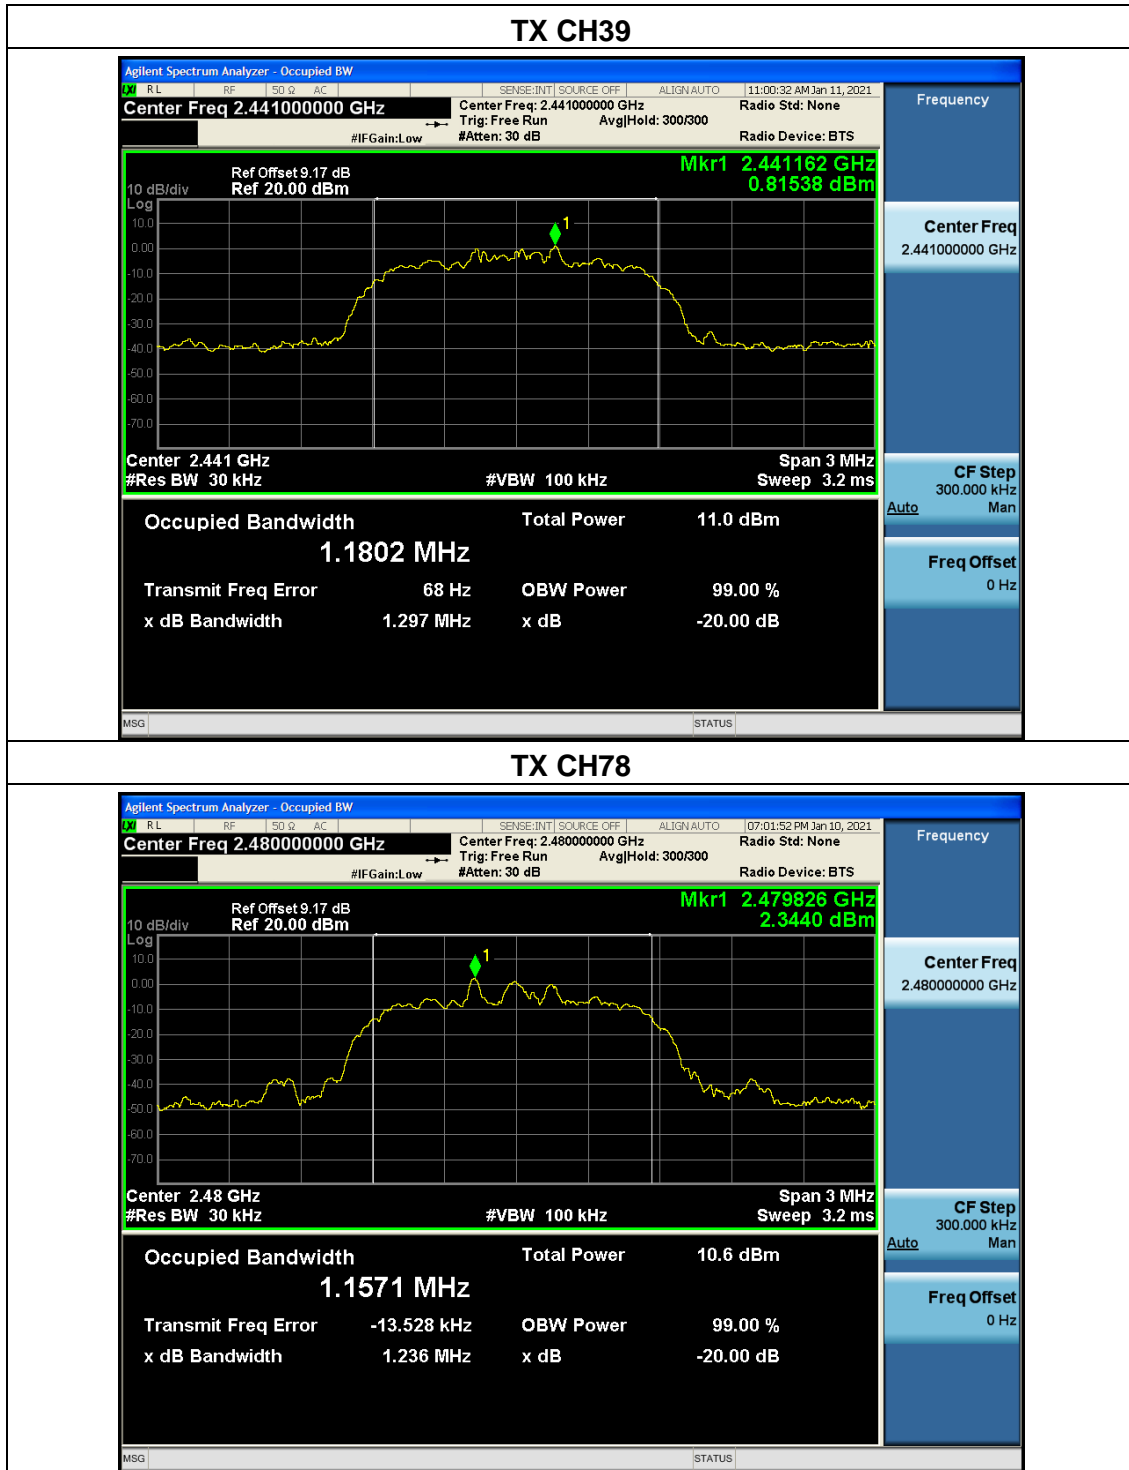 TX CH39
Agilent Spectrum Analyzer - Occupied BW
LXI RL RF 50 Ω AC SENSE:INT SOURCE OFF ALIGN AUTO 11:00:32 AM Jan 11, 2021
Center Freq 2.441000000 GHz
Center Freq: 2.441000000 GHz Radio Std: None
Trig: Free Run Avg|Hold: 300/300
#IFGain:Low #Atten: 30 dB Radio Device: BTS
Frequency
Mkr1 2.441162 GHz
0.81538 dBm
Ref Offset 9.17 dB
10 dB/div Ref 20.00 dBm
Log
10.0
0.00
-10.0
-20.0
-30.0
-40.0
-50.0
-60.0
-70.0
1
Center 2.441 GHz Span 3 MHz
#Res BW 30 kHz #VBW 100 kHz Sweep 3.2 ms
Center Freq
2.441000000 GHz
CF Step
300.000 kHz
Auto Man
Freq Offset
0 Hz
Occupied Bandwidth Total Power 11.0 dBm
1.1802 MHz
Transmit Freq Error 68 Hz OBW Power 99.00 %
x dB Bandwidth 1.297 MHz x dB -20.00 dB
MSG STATUS
TX CH78
Agilent Spectrum Analyzer - Occupied BW
LXI RL RF 50 Ω AC SENSE:INT SOURCE OFF ALIGN AUTO 07:01:52 PM Jan 10, 2021
Center Freq 2.480000000 GHz
Center Freq: 2.480000000 GHz Radio Std: None
Trig: Free Run Avg|Hold: 300/300
#IFGain:Low #Atten: 30 dB Radio Device: BTS
Frequency
Mkr1 2.479826 GHz
2.3440 dBm
Ref Offset 9.17 dB
10 dB/div Ref 20.00 dBm
Log
10.0
0.00
-10.0
-20.0
-30.0
-40.0
-50.0
-60.0
-70.0
1
Center 2.48 GHz Span 3 MHz
#Res BW 30 kHz #VBW 100 kHz Sweep 3.2 ms
Center Freq
2.480000000 GHz
CF Step
300.000 kHz
Auto Man
Freq Offset
0 Hz
Occupied Bandwidth Total Power 10.6 dBm
1.1571 MHz
Transmit Freq Error -13.528 kHz OBW Power 99.00 %
x dB Bandwidth 1.236 MHz x dB -20.00 dB
MSG STATUS